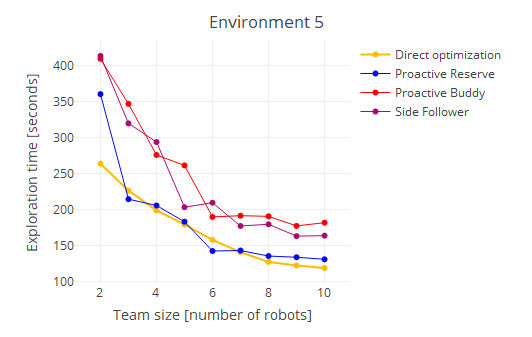 Environment 5
Direct optimization
Proactive Reserve
Proactive Buddy
Side Follower
Exploration time [seconds]
400
350
300
250
200
150
100
2
4
6
8
10
Team size [number of robots]